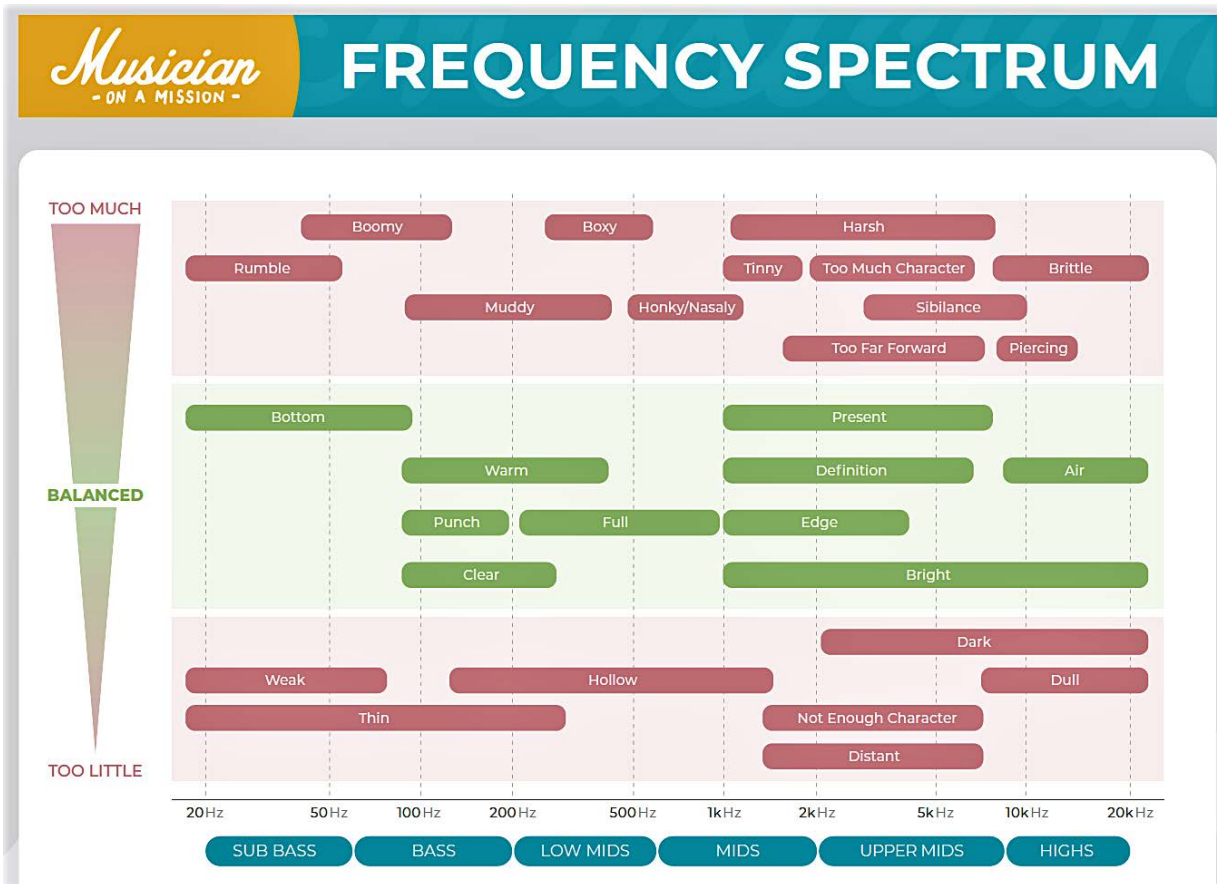 Musician
- ON A MISSION -
FREQUENCY SPECTRUM
TOO MUCH
Boomy
Boxy
Harsh
Rumble
Tinny
Too Much Character
Brittle
Muddy
Honky/Nasaly
Sibilance
Too Far Forward
Piercing
Bottom
Present
Warm
Definition
Air
BALANCED
Punch
Full
Edge
Clear
Bright
Dark
Weak
Hollow
Dull
Thin
Not Enough Character
Distant
TOO LITTLE
20Hz 50Hz 100Hz 200Hz 500Hz 1kHz 2kHz 5kHz 10kHz 20kHz
SUB BASS BASS LOW MIDS MIDS UPPER MIDS HIGHS